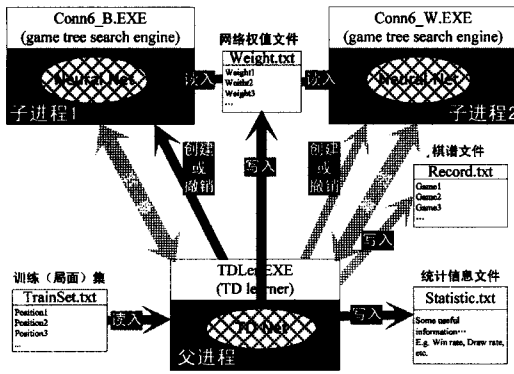 Conn6_B.EXE
(game tree search engine)
Neural Net
子进程1
网络权值文件
Weight.txt
Weight1
Weithr2
Weight3
...
读入
读入
Conn6_W.EXE
(game tree search engine)
Neural Net
子进程2
创建
或
撤销
写入
创建
或
撤销
棋谱文件
Record.txt
Game1
Game2
Game3
...
写入
训练（局面）集
TrainSet.txt
Position1
Position2
Position3
...
读入
TDLer.EXE
(TD learner)
TD Net
父进程
写入
统计信息文件
Statistic.txt
Some useful
information…
E.g. Win rate, Draw rate,
etc.